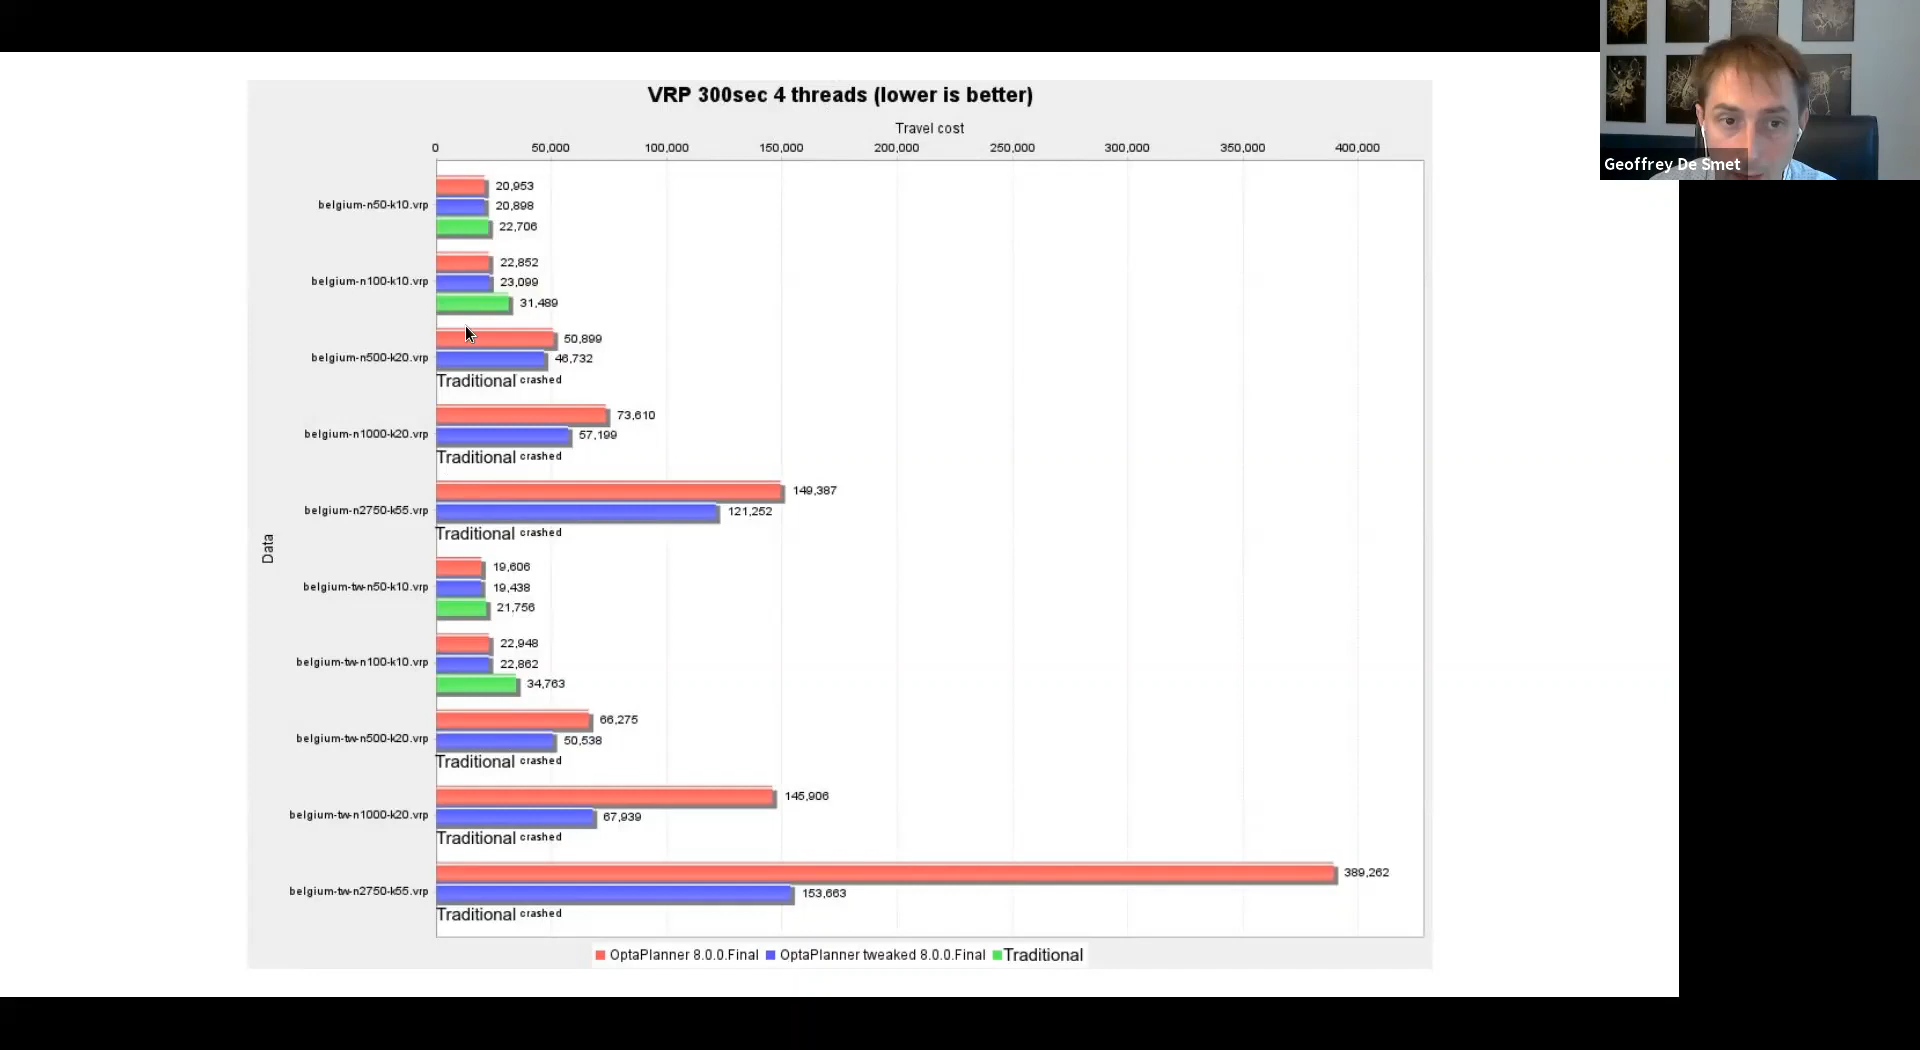 VRP 300sec 4 threads (lower is better)
Travel cost
0 50,000 100,000 150,000 200,000 250,000 300,000 350,000 400,000
Geoffrey De Smet
Data
belgium-n50-k10.vrp
20,953
20,898
22,706
belgium-n100-k10.vrp
22,852
23,099
31,489
belgium-n500-k20.vrp
50,899
46,732
Traditional crashed
belgium-n1000-k20.vrp
73,610
57,199
Traditional crashed
belgium-n2750-k55.vrp
149,387
121,252
Traditional crashed
belgium-tw-n50-k10.vrp
19,606
19,438
21,756
belgium-tw-n100-k10.vrp
22,948
22,862
34,763
belgium-tw-n500-k20.vrp
66,275
50,538
Traditional crashed
belgium-tw-n1000-k20.vrp
145,906
67,939
Traditional crashed
belgium-tw-n2750-k55.vrp
389,262
153,663
Traditional crashed
OptaPlanner 8.0.0.Final OptaPlanner tweaked 8.0.0.Final Traditional